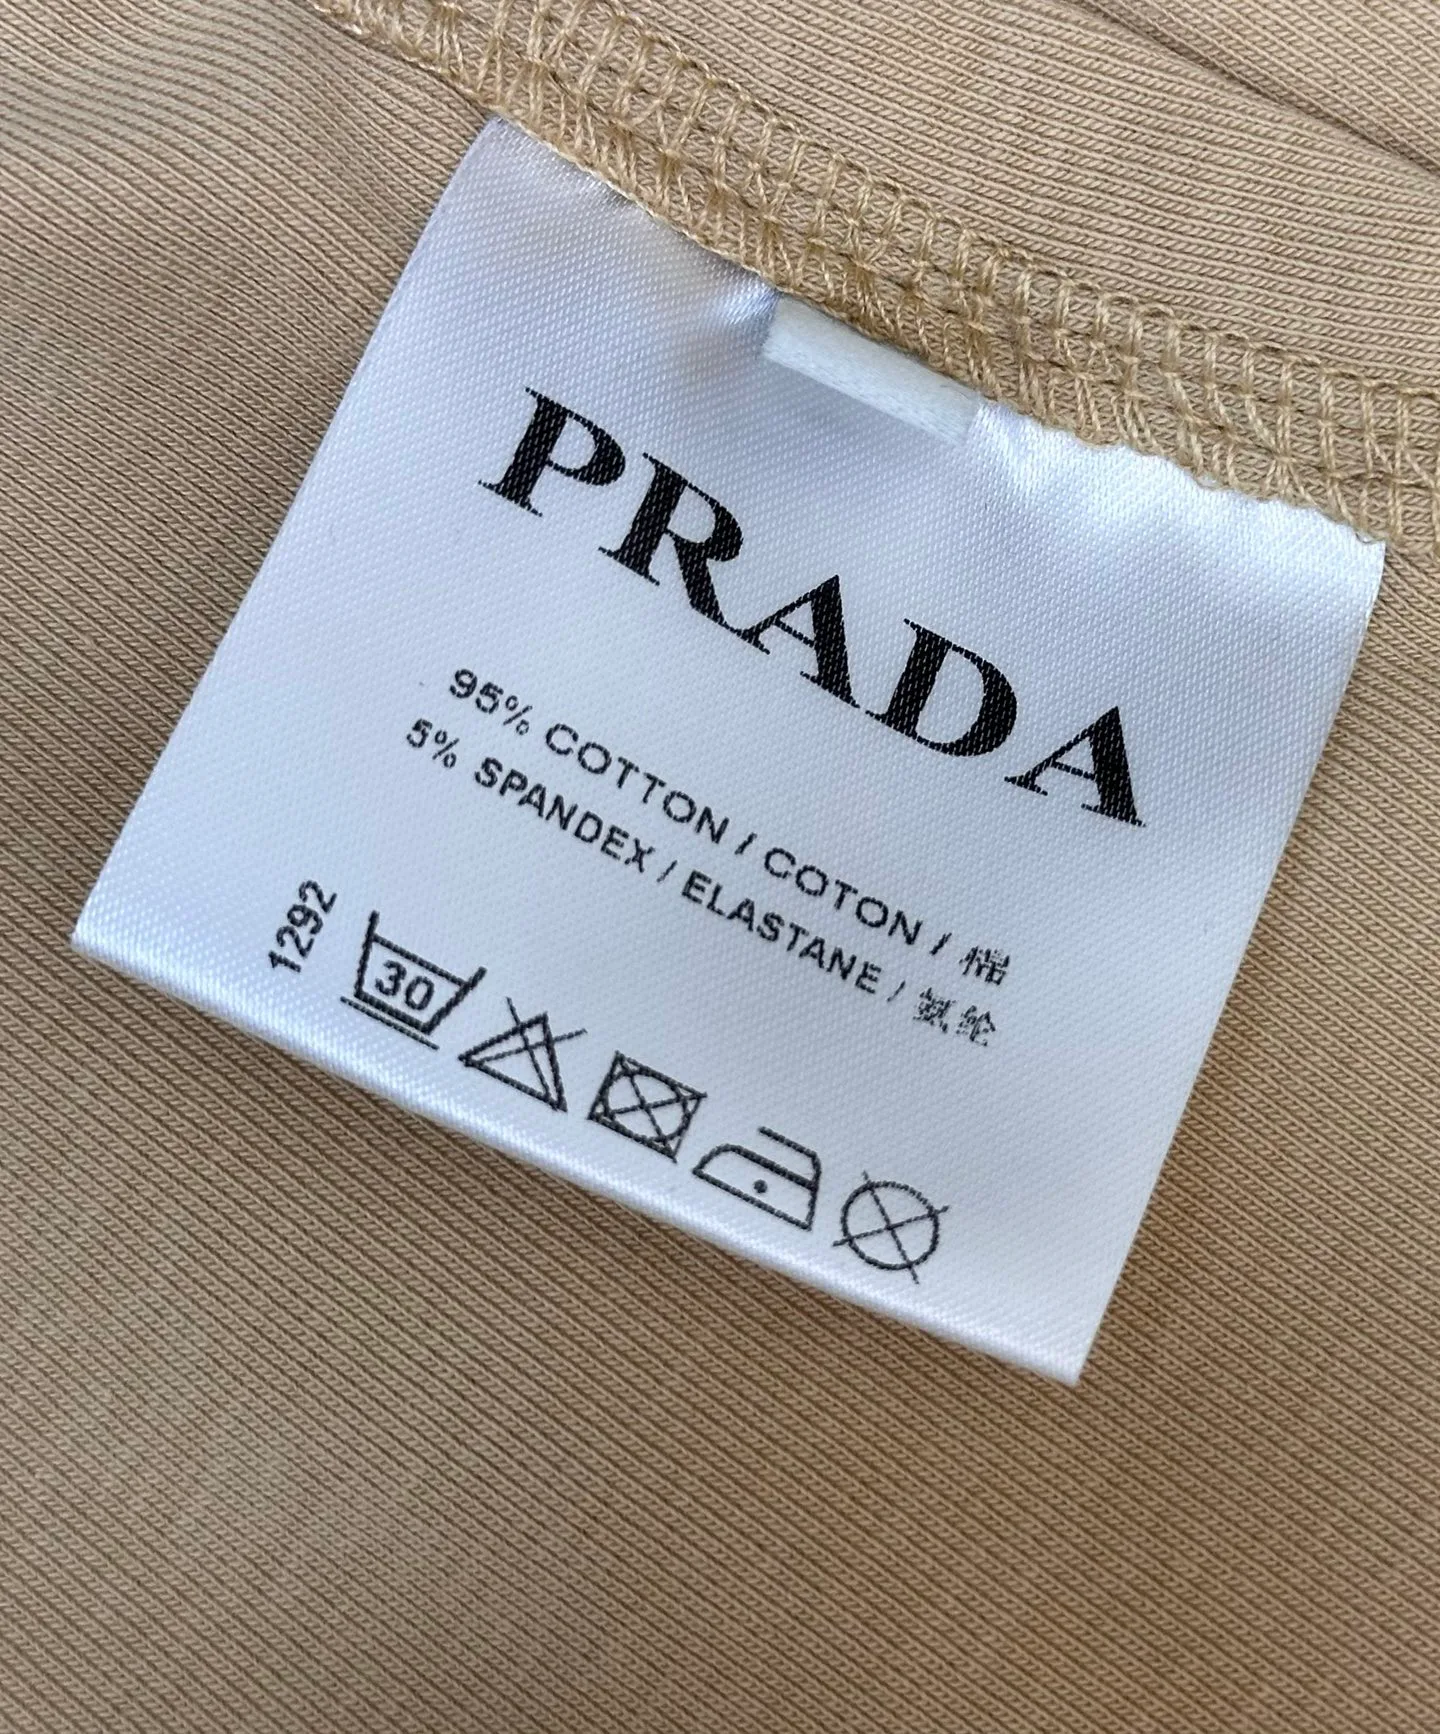 PRADA
95% COTTON / COTON / 棉
5% SPANDEX / ELASTANE / 氨纶
1292
30